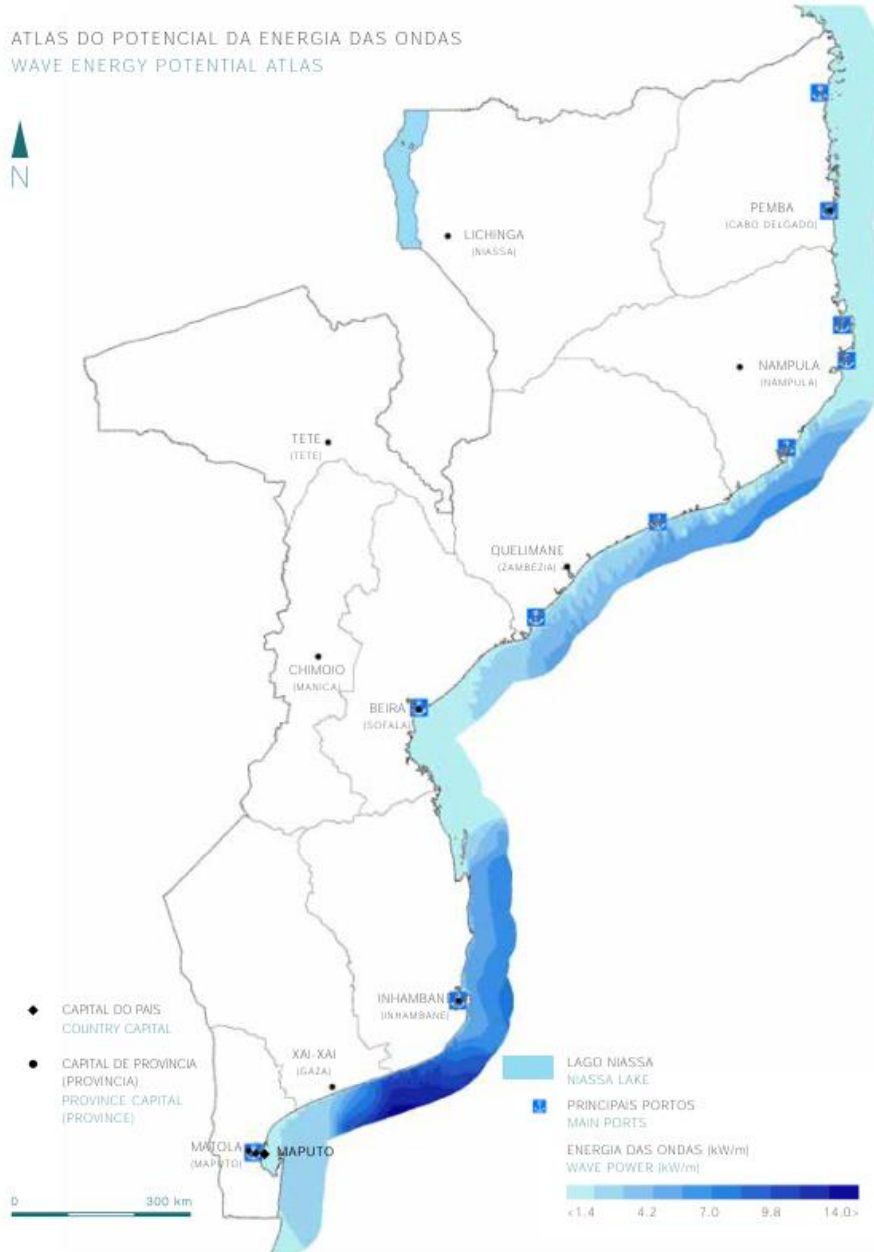 ATLAS DO POTENCIAL DA ENERGIA DAS ONDAS
WAVE ENERGY POTENTIAL ATLAS
N
PEMBA
(CABO DELGADO)
LICHINGA
(NIASSA)
NAMPULA
(NAMPULA)
TETE
(TETE)
QUELIMANE
(ZAMBÉZIA)
CHIMOIO
(MANICA)
BEIRA
(SOFALA)
INHAMBANE
(INHAMBANE)
XAI-XAI
(GAZA)
MATOLA
(MAPUTO)
MAPUTO
CAPITAL DO PAÍS
COUNTRY CAPITAL
CAPITAL DE PROVÍNCIA
(PROVÍNCIA)
PROVINCE CAPITAL
(PROVINCE)
0 300 km
LAGO NIASSA
NIASSA LAKE
PRINCIPAIS PORTOS
MAIN PORTS
ENERGIA DAS ONDAS (kW/m)
WAVE POWER (kW/m)
<1.4 4.2 7.0 9.8 14.0>